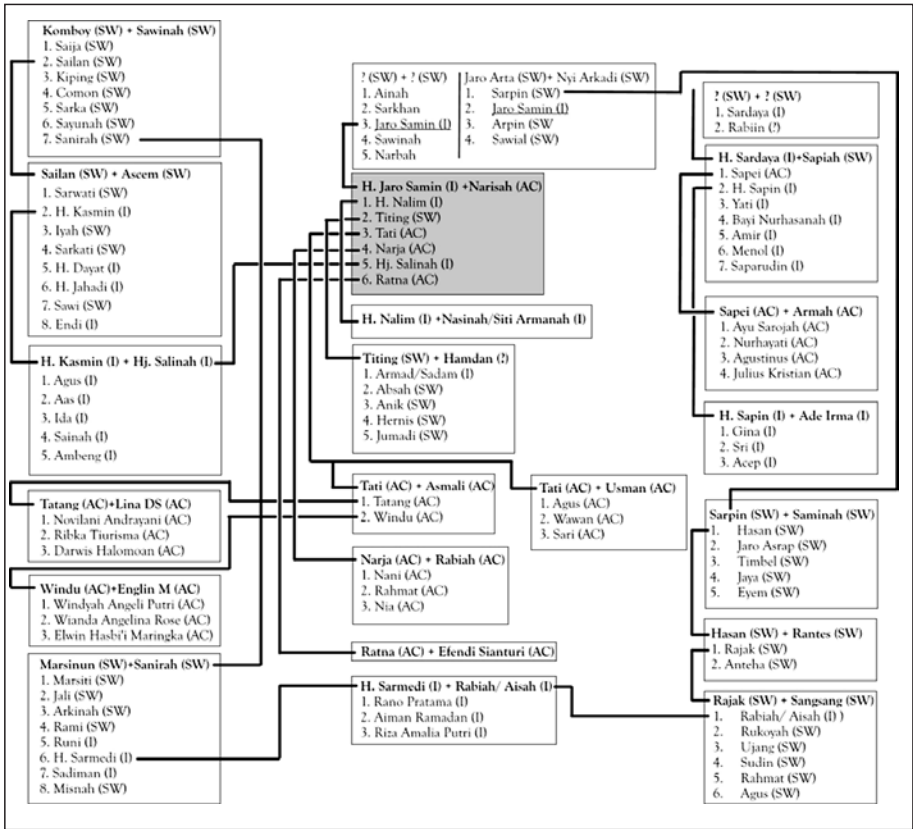 Komboy (SW) + Sawinah (SW)
1. Saija (SW)
2. Sailan (SW)
3. Kiping (SW)
4. Comon (SW)
5. Sarka (SW)
6. Sayunah (SW)
7. Sanirah (SW)
Sailan (SW) + Ascem (SW)
1. Sarwati (SW)
2. H. Kasmin (I)
3. Iyah (SW)
4. Sarkati (SW)
5. H. Dayat (I)
6. H. Jahadi (I)
7. Sawi (SW)
8. Endi (I)
H. Kasmin (I) + Hj. Salinah (I)
1. Agus (I)
2. Aas (I)
3. Ida (I)
4. Sainah (I)
5. Ambeng (I)
Tatang (AC)+Lina DS (AC)
1. Novilani Andrayani (AC)
2. Ribka Tiurisma (AC)
3. Darwis Halomoan (AC)
Windu (AC)+Englin M (AC)
1. Windyah Angeli Putri (AC)
2. Wianda Angelina Rose (AC)
3. Elwin Hasbi'i Maringka (AC)
Marsinun (SW)+Sanirah (SW)
1. Marsiti (SW)
2. Jali (SW)
3. Arkinah (SW)
4. Rami (SW)
5. Runi (I)
6. H. Sarmedi (I)
7. Sadiman (I)
8. Misnah (SW)
? (SW) + ? (SW)
1. Ainah
2. Sarkhan
3. Jaro Samin (I)
4. Sawinah
5. Narbah
Jaro Arta (SW)+ Nyi Arkadi (SW)
1. Sarpin (SW)
2. Jaro Samin (I)
3. Arpin (SW
4. Sawial (SW)
H. Jaro Samin (I) +Narisah (AC)
1. H. Nalim (I)
2. Titing (SW)
3. Tati (AC)
4. Narja (AC)
5. Hj. Salinah (I)
6. Ratna (AC)
H. Nalim (I) +Nasinah/Siti Armanah (I)
Titing (SW) + Hamdan (?)
1. Armad/Sadam (I)
2. Absah (SW)
3. Anik (SW)
4. Hernis (SW)
5. Jumadi (SW)
Tati (AC) + Asmali (AC)
1. Tatang (AC)
2. Windu (AC)
Tati (AC) + Usman (AC)
1. Agus (AC)
2. Wawan (AC)
3. Sari (AC)
Narja (AC) + Rabiah (AC)
1. Nani (AC)
2. Rahmat (AC)
3. Nia (AC)
Ratna (AC) + Efendi Sianturi (AC)
H. Sarmedi (I) + Rabiah/ Aisah (I)
1. Rano Pratama (I)
2. Aiman Ramadan (I)
3. Riza Amalia Putri (I)
? (SW) + ? (SW)
1. Sardaya (I)
2. Rabiin (?)
H. Sardaya (I)+Sapiah (SW)
1. Sapei (AC)
2. H. Sapin (I)
3. Yati (I)
4. Bayi Nurhasanah (I)
5. Amir (I)
6. Menol (I)
7. Saparudin (I)
Sapei (AC) + Armah (AC)
1. Ayu Sarojah (AC)
2. Nurhayati (AC)
3. Agustinus (AC)
4. Julius Kristian (AC)
H. Sapin (I) + Ade Irma (I)
1. Gina (I)
2. Sri (I)
3. Acep (I)
Sarpin (SW) + Saminah (SW)
1. Hasan (SW)
2. Jaro Asrap (SW)
3. Timbel (SW)
4. Jaya (SW)
5. Eyem (SW)
Hasan (SW) + Rantes (SW)
1. Rajak (SW)
2. Anteha (SW)
Rajak (SW) + Sangsang (SW)
1. Rabiah/ Aisah (I) )
2. Rukoyah (SW)
3. Ujang (SW)
4. Sudin (SW)
5. Rahmat (SW)
6. Agus (SW)